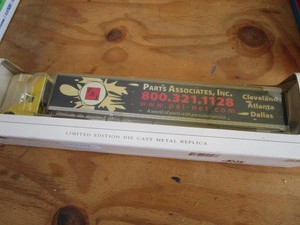 PARTS ASSOCIATES, INC.
800.321.1128
www.pai-net.com
Cleveland
Atlanta
Dallas
LIMITED EDITION DIE CAST METAL REPLICA